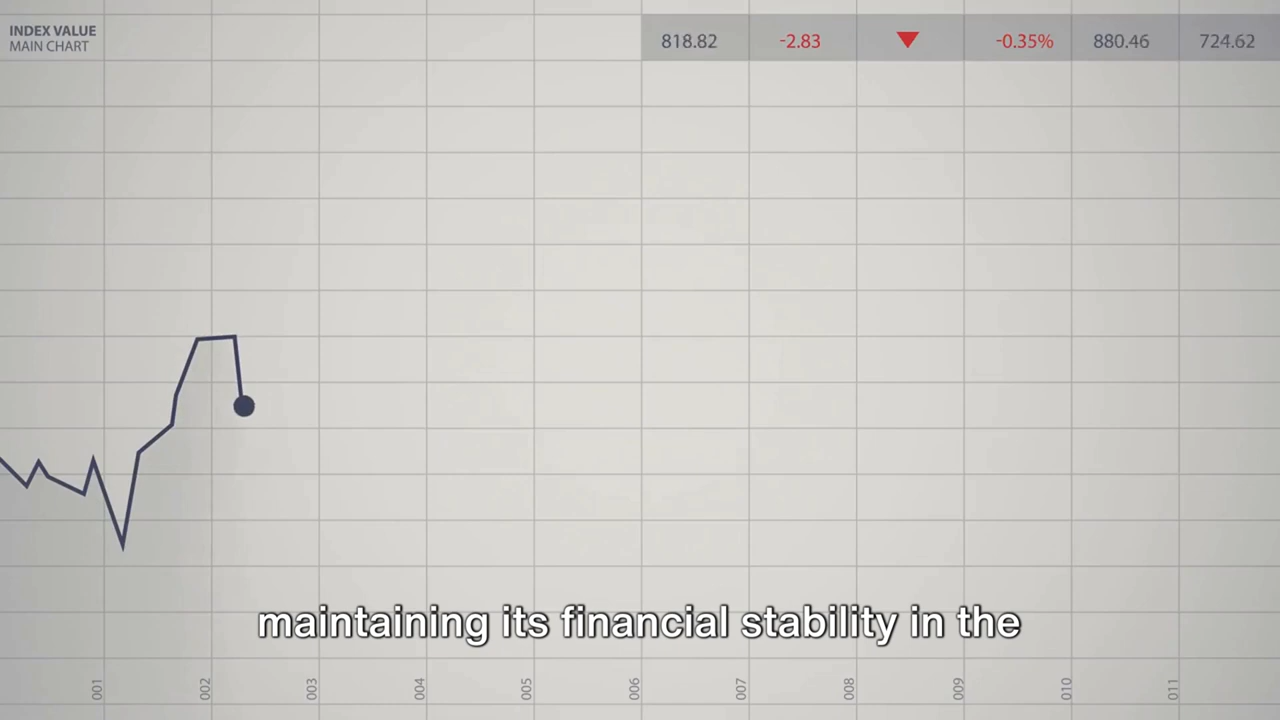 INDEX VALUE
MAIN CHART
818.82 -2.83 -0.35% 880.46 724.62
maintaining its financial stability in the
001 002 003 004 005 006 007 008 009 010 011